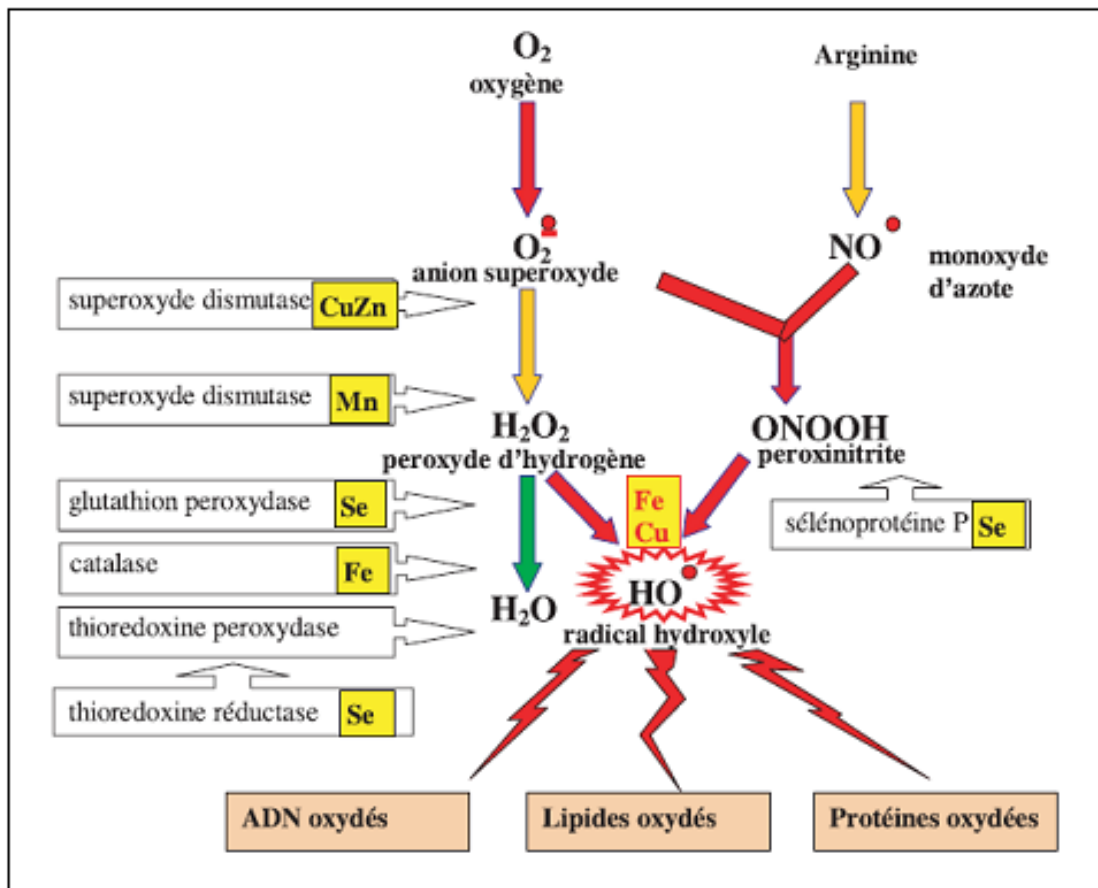 O₂
oxygène
Arginine
O₂
anion superoxyde
NO
monoxyde
d'azote
superoxyde dismutase CuZn
superoxyde dismutase Mn
H₂O₂
peroxyde d'hydrogène
ONOOH
peroxinitrite
glutathion peroxydase Se
Fe
Cu
sélénoprotéine P Se
catalase Fe
H₂O
HO
radical hydroxyle
thioredoxine peroxydase
thioredoxine réductase Se
ADN oxydés
Lipides oxydés
Protéines oxydées